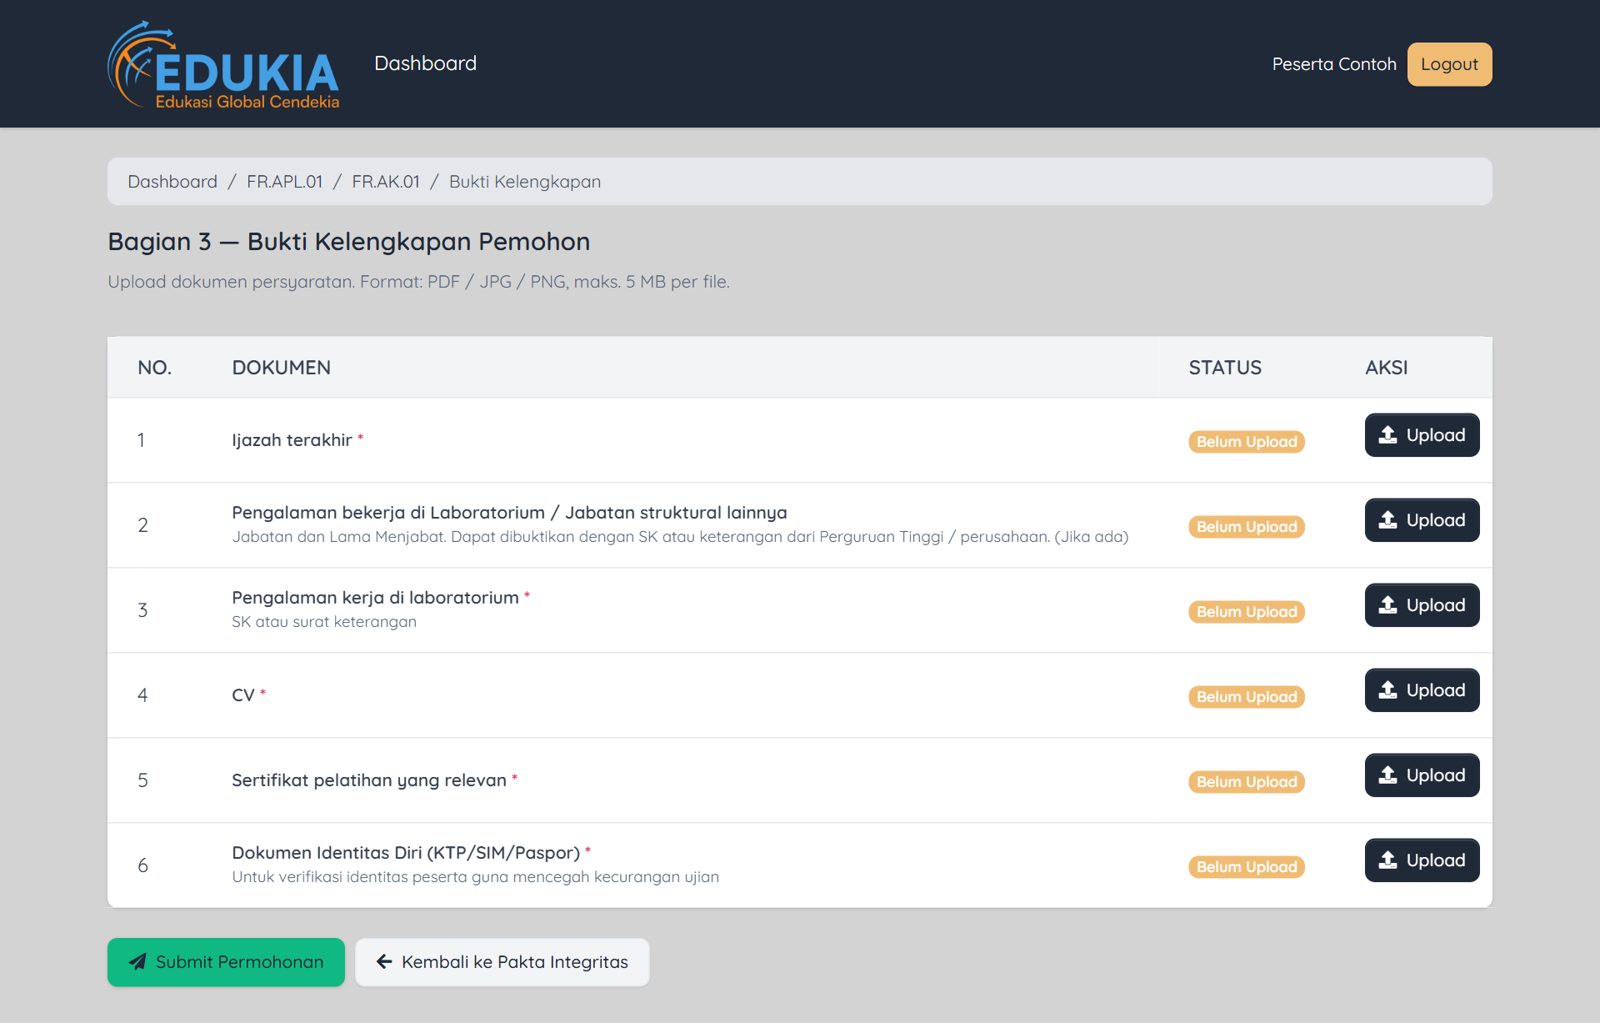 EDUKIA
Edukasi Global Cendekia
Dashboard
Peserta Contoh
Logout
Dashboard / FR.APL.01 / FR.AK.01 / Bukti Kelengkapan
Bagian 3 — Bukti Kelengkapan Pemohon
Upload dokumen persyaratan. Format: PDF / JPG / PNG, maks. 5 MB per file.
NO. DOKUMEN STATUS AKSI
1 Ijazah terakhir * Belum Upload Upload
2 Pengalaman bekerja di Laboratorium / Jabatan struktural lainnya Belum Upload Upload
Jabatan dan Lama Menjabat. Dapat dibuktikan dengan SK atau keterangan dari Perguruan Tinggi / perusahaan. (Jika ada)
3 Pengalaman kerja di laboratorium * Belum Upload Upload
SK atau surat keterangan
4 CV * Belum Upload Upload
5 Sertifikat pelatihan yang relevan * Belum Upload Upload
6 Dokumen Identitas Diri (KTP/SIM/Paspor) * Belum Upload Upload
Untuk verifikasi identitas peserta guna mencegah kecurangan ujian
Submit Permohonan
Kembali ke Pakta Integritas